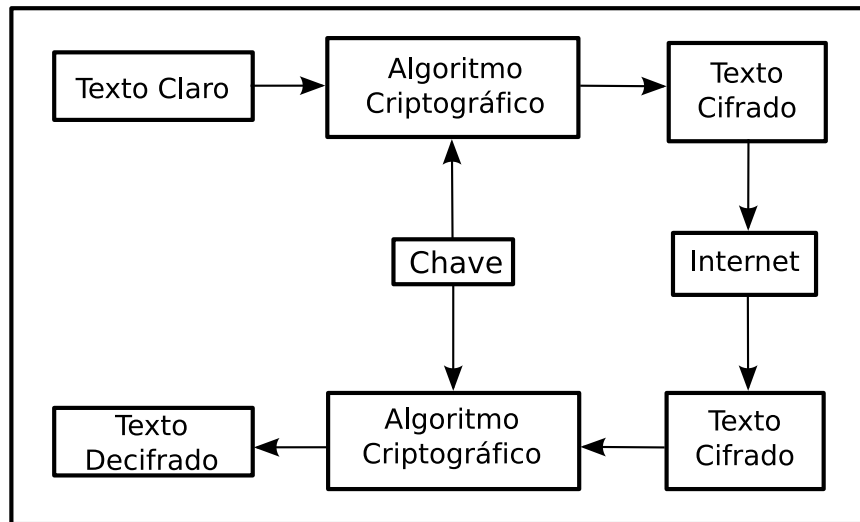 Texto Claro
Algoritmo
Criptográfico
Texto
Cifrado
Chave
Internet
Texto
Decifrado
Algoritmo
Criptográfico
Texto
Cifrado